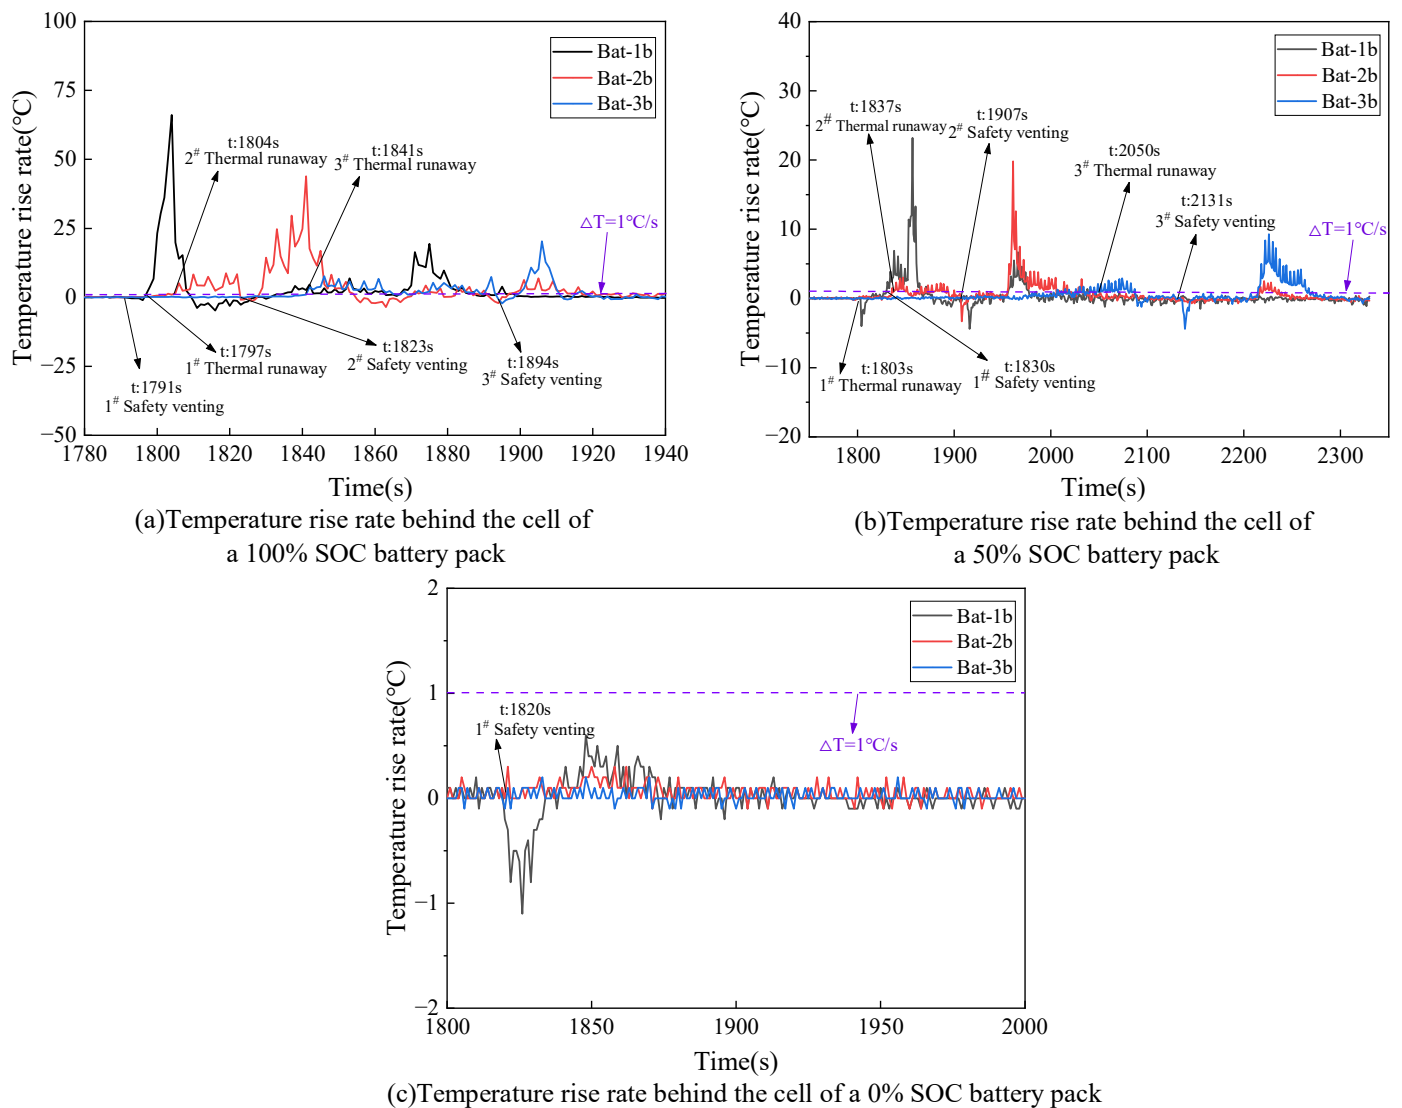 100
75
50
25
0
−25
−50
Temperature rise rate(℃)
Bat-1b
Bat-2b
Bat-3b
t:1804s
2# Thermal runaway
t:1841s
3# Thermal runaway
△T=1℃/s
t:1797s
1# Thermal runaway
t:1823s
2# Safety venting
t:1894s
3# Safety venting
t:1791s
1# Safety venting
1780 1800 1820 1840 1860 1880 1900 1920 1940
Time(s)
(a)Temperature rise rate behind the cell of
a 100% SOC battery pack
40
30
20
10
0
−10
−20
Temperature rise rate(℃)
Bat-1b
Bat-2b
Bat-3b
t:1837s
2# Thermal runaway
t:1907s
2# Safety venting
t:2050s
3# Thermal runaway
t:2131s
3# Safety venting
△T=1℃/s
t:1803s
1# Thermal runaway
t:1830s
1# Safety venting
1800 1900 2000 2100 2200 2300
Time(s)
(b)Temperature rise rate behind the cell of
a 50% SOC battery pack
2
1
0
−1
−2
Temperature rise rate(℃)
Bat-1b
Bat-2b
Bat-3b
t:1820s
1# Safety venting
△T=1℃/s
1800 1850 1900 1950 2000
Time(s)
(c)Temperature rise rate behind the cell of a 0% SOC battery pack